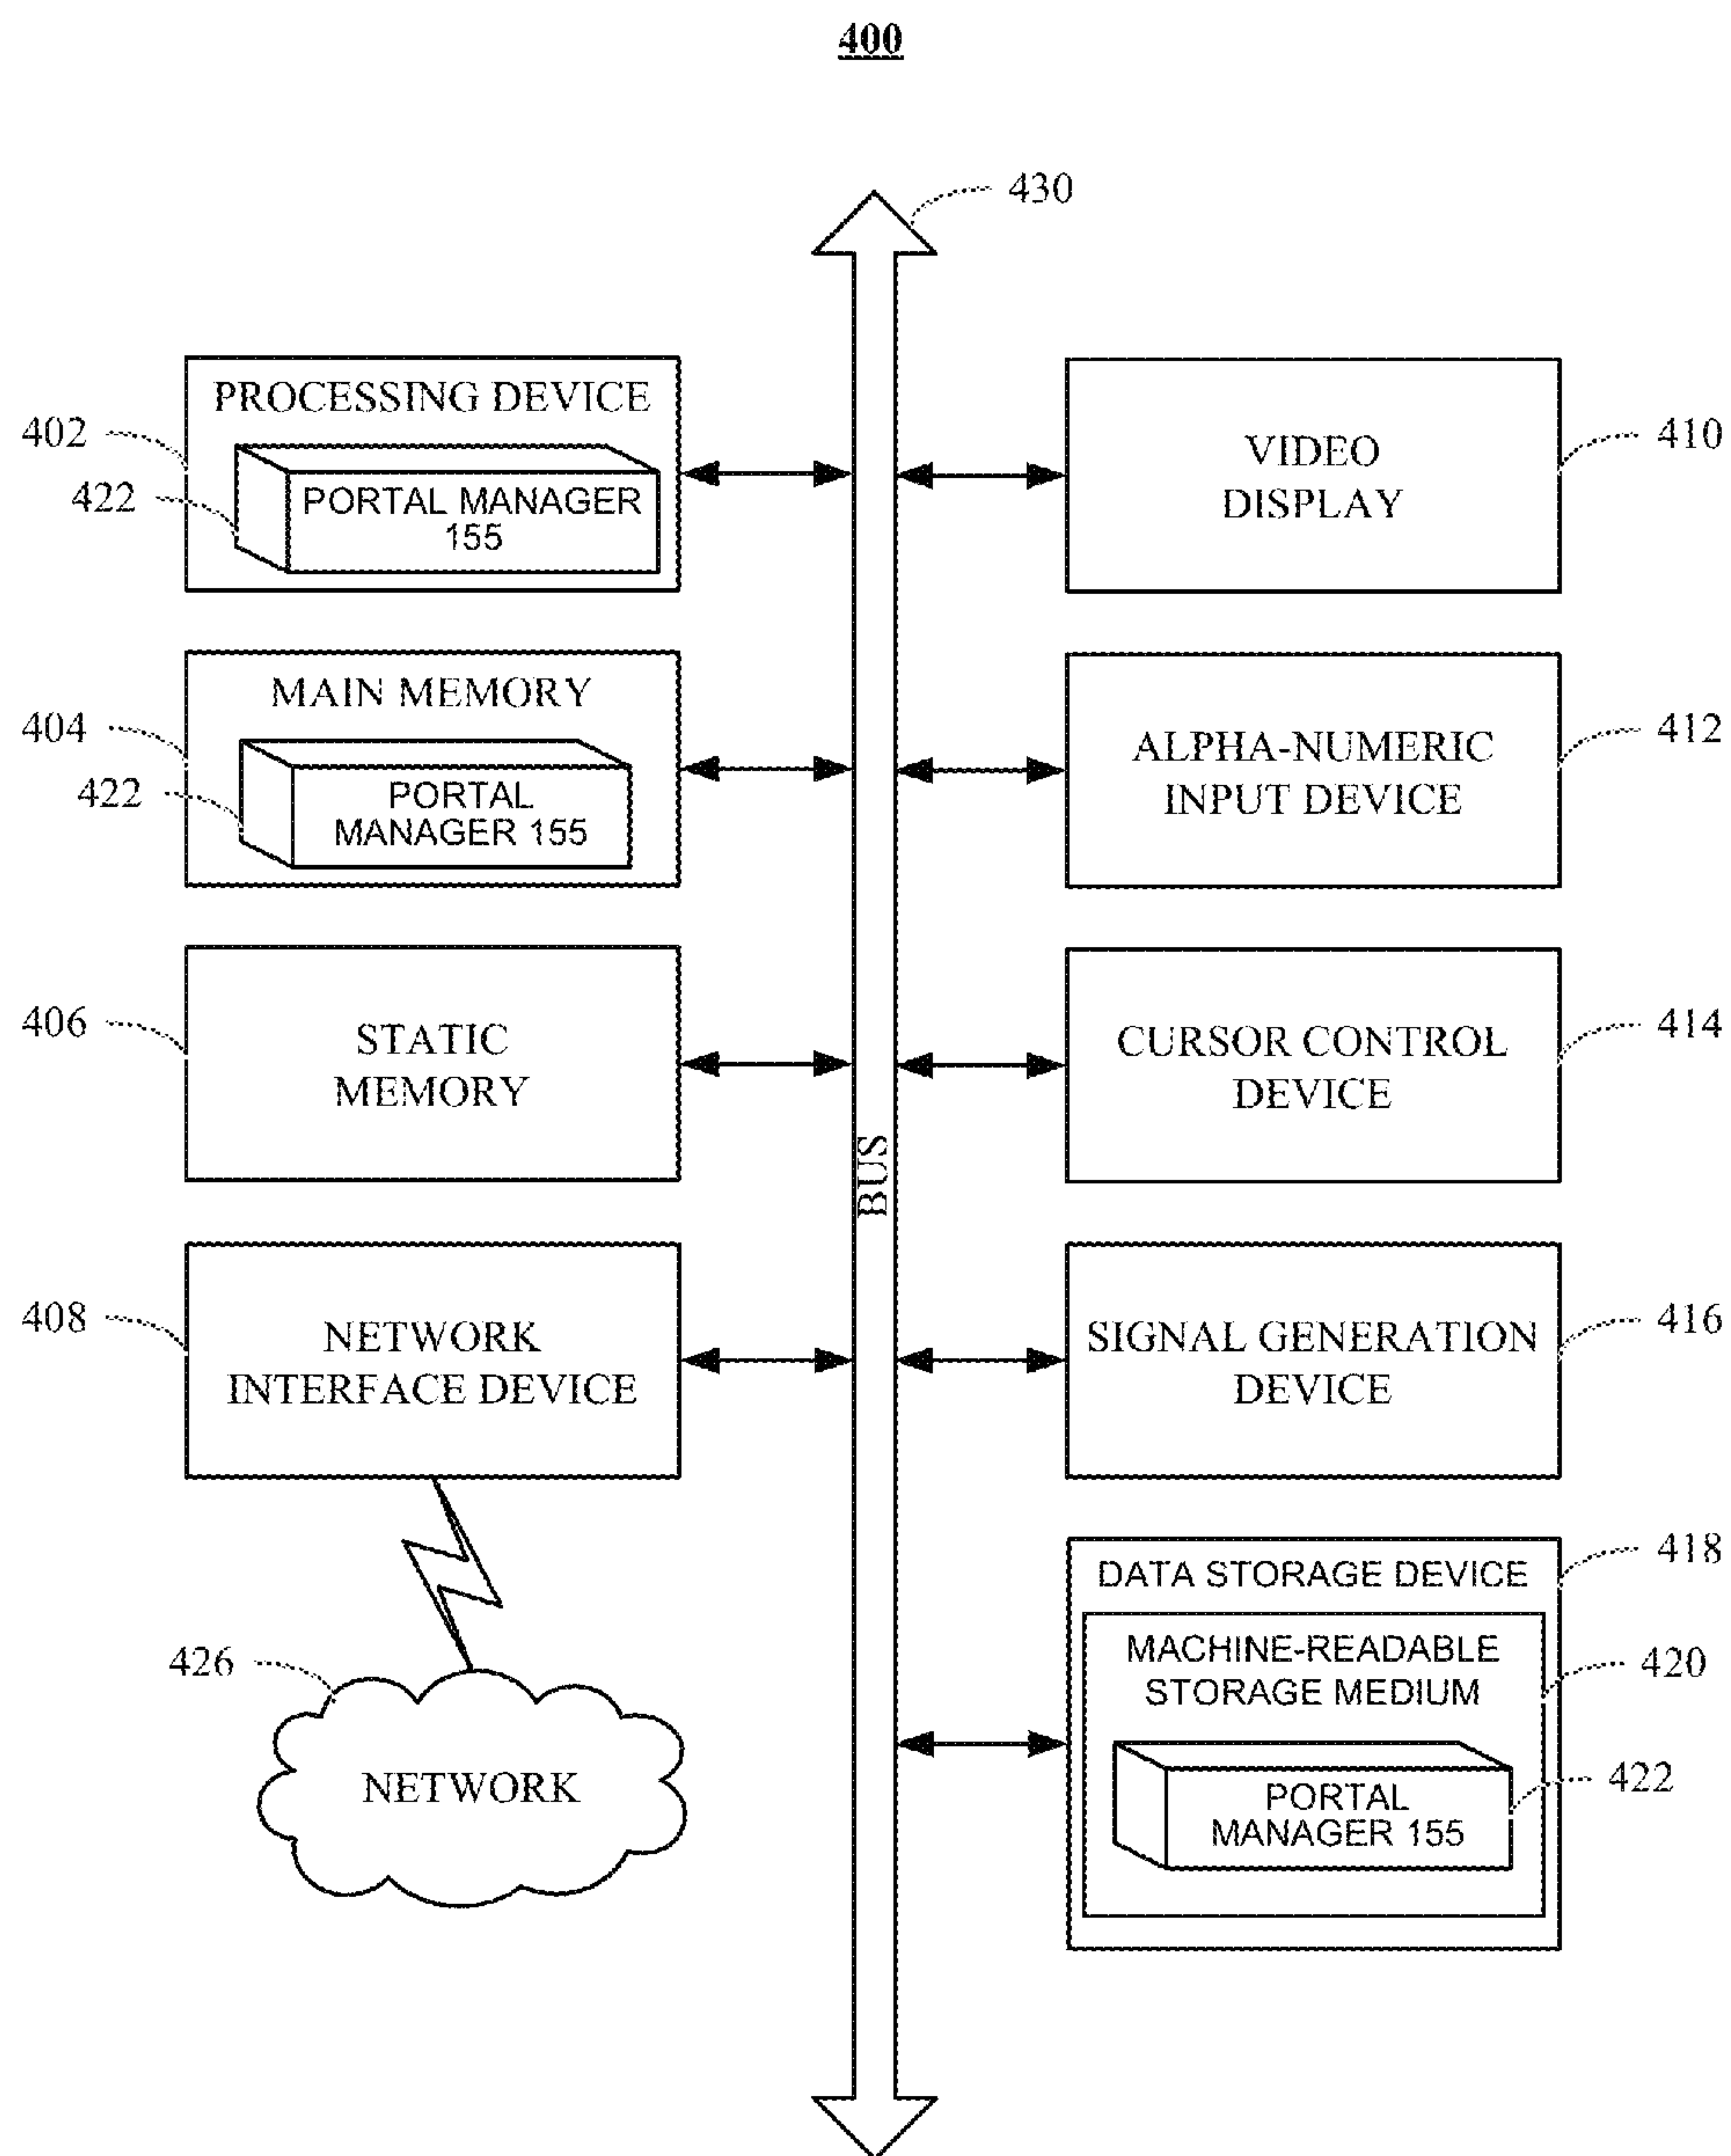 400
430
PROCESSING DEVICE
402
422
PORTAL MANAGER
155
VIDEO
DISPLAY
410
MAIN MEMORY
404
422
PORTAL
MANAGER 155
ALPHA-NUMERIC
INPUT DEVICE
412
406
STATIC
MEMORY
CURSOR CONTROL
DEVICE
414
BUS
408
NETWORK
INTERFACE DEVICE
SIGNAL GENERATION
DEVICE
416
DATA STORAGE DEVICE
418
MACHINE-READABLE
STORAGE MEDIUM
420
PORTAL
MANAGER 155
422
426
NETWORK